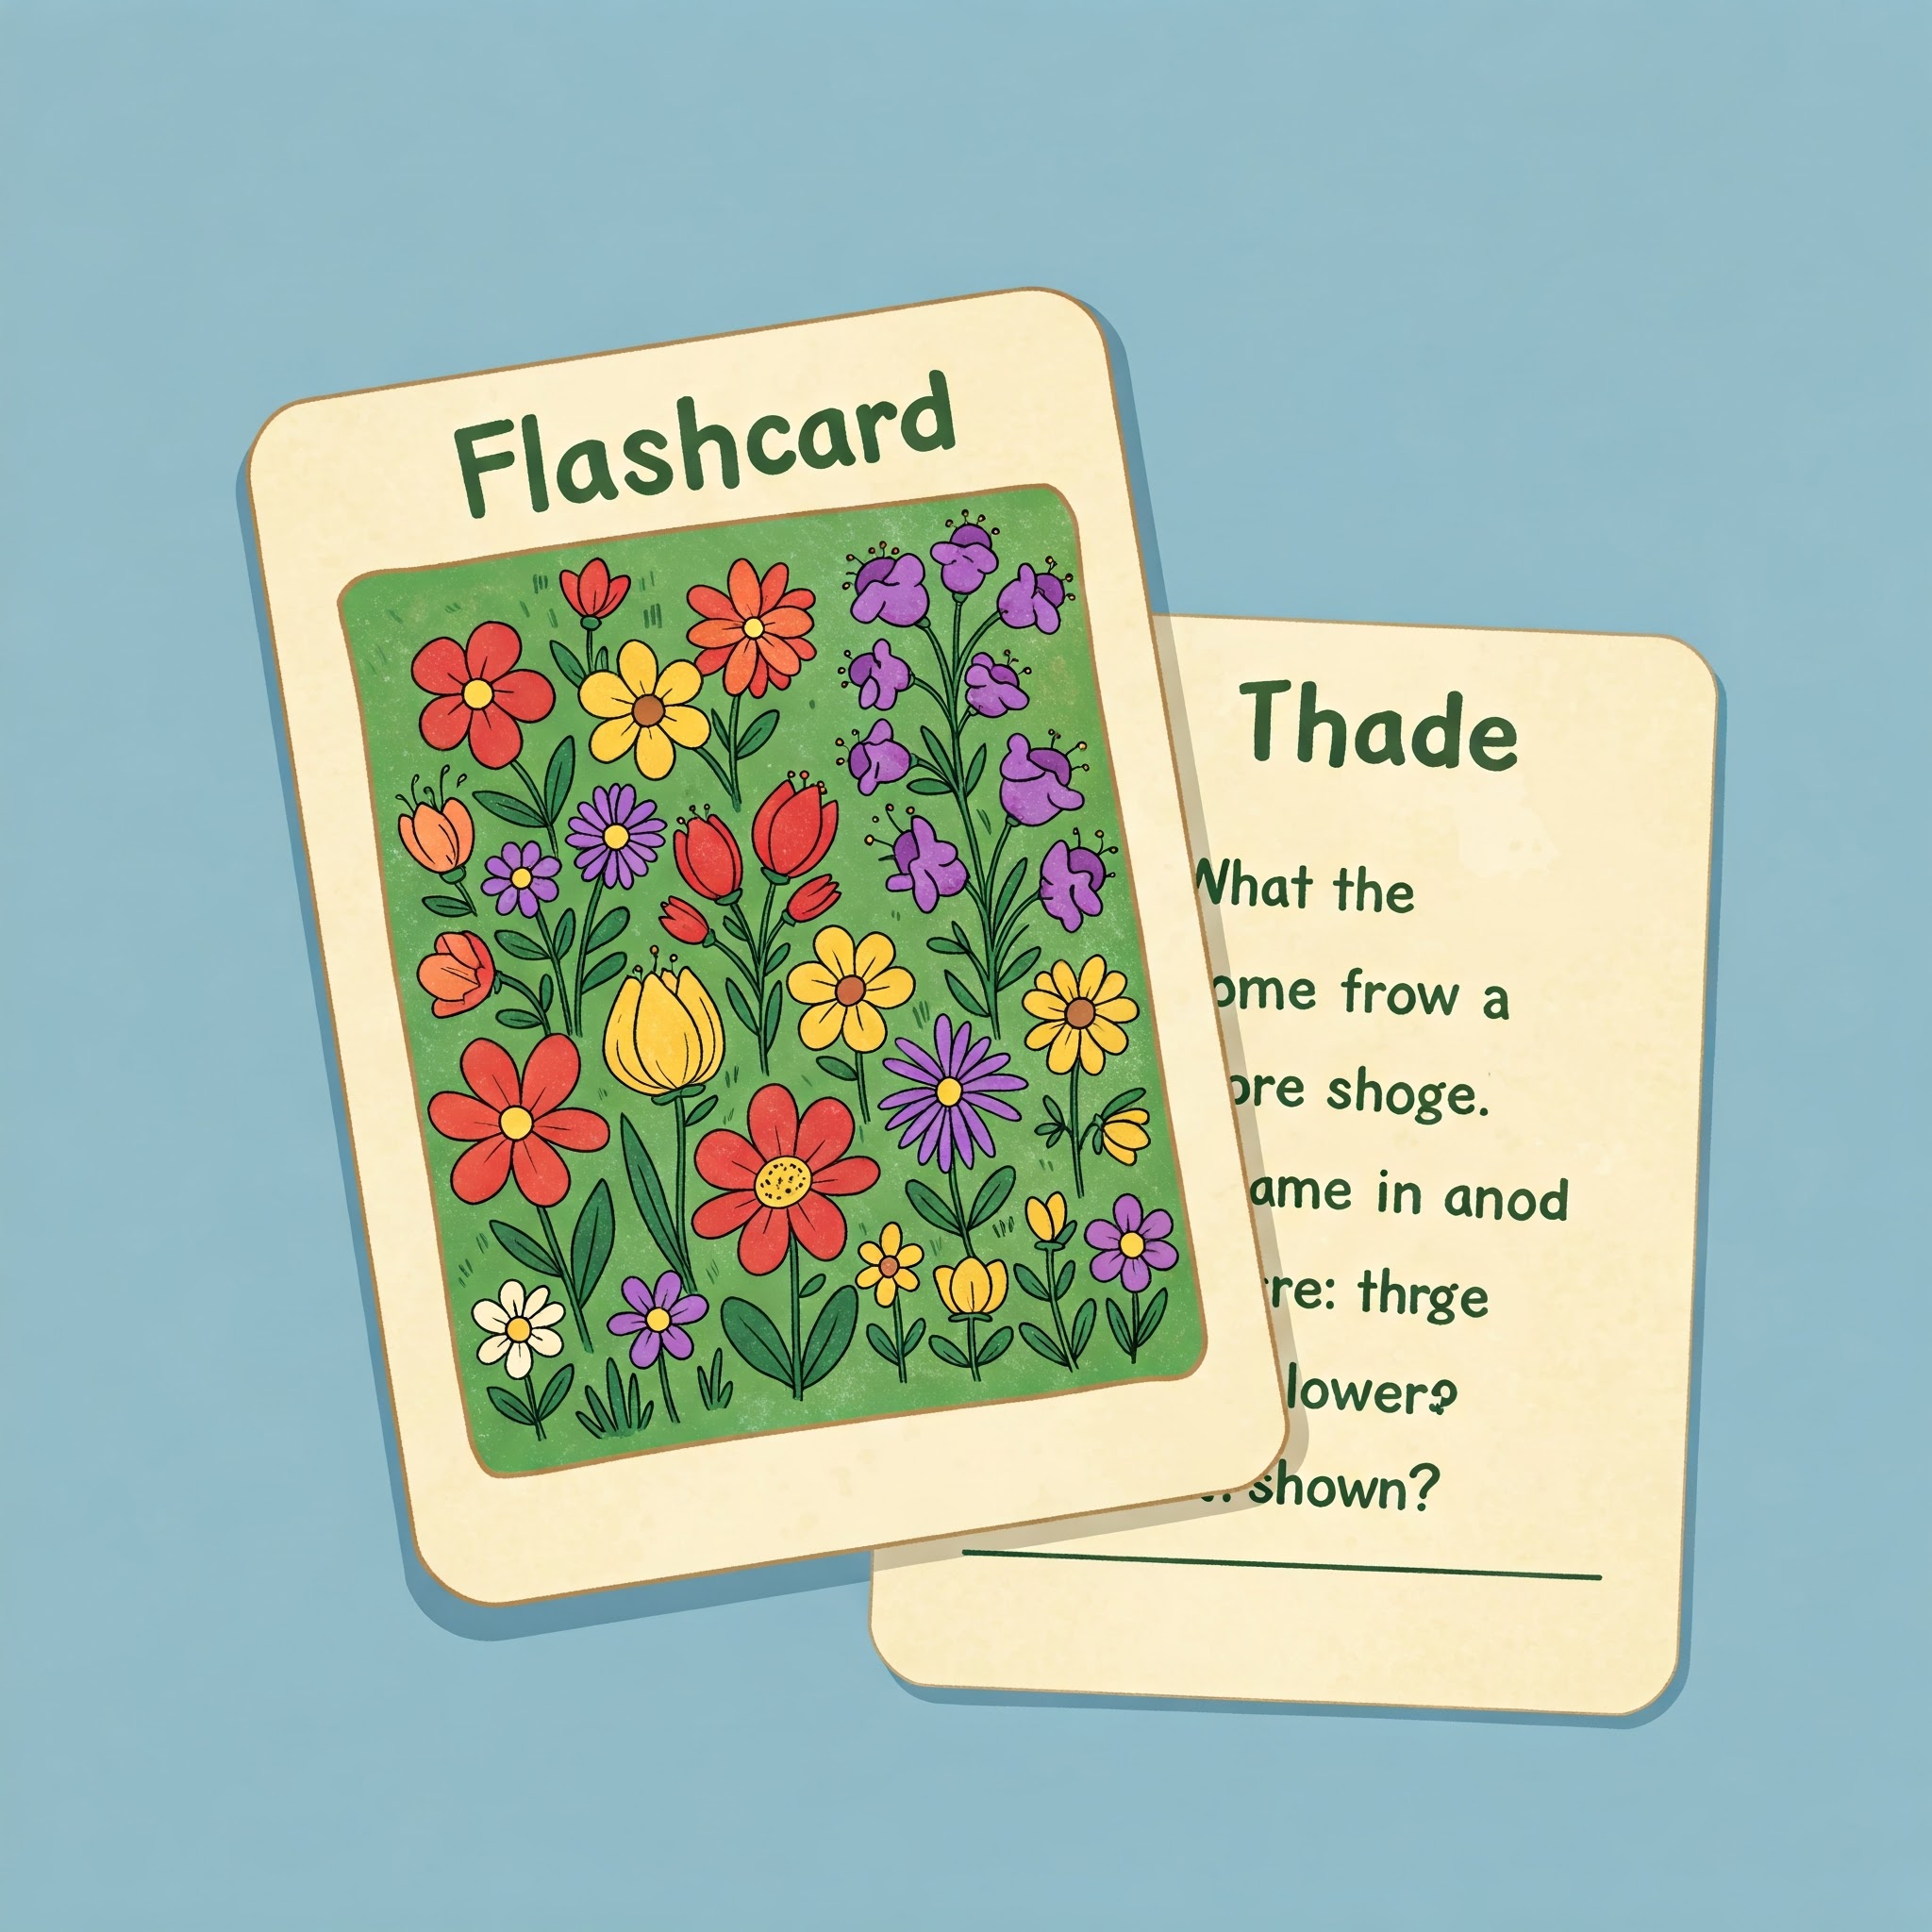 Flashcard
Thade
What the
ome frow a
ore shoge.
ame in anod
re: thrge
lower?
shown?